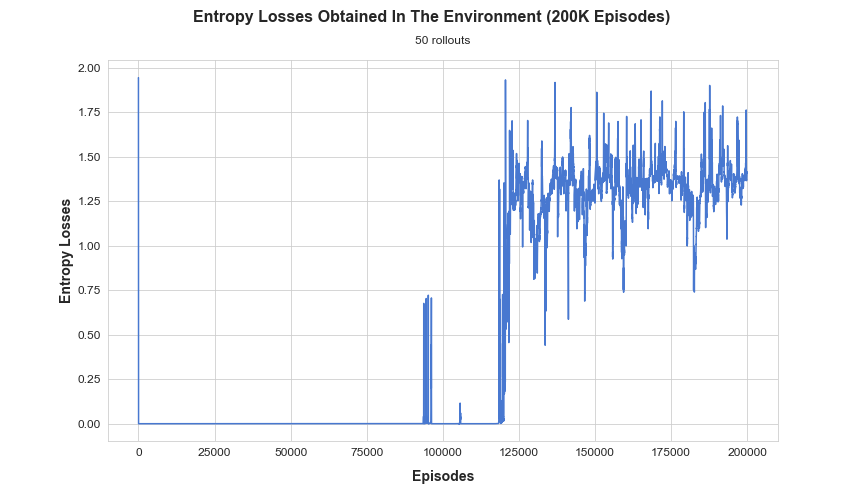 Entropy Losses Obtained In The Environment (200K Episodes)
50 rollouts
2.00
1.75
1.50
1.25
1.00
0.75
0.50
0.25
0.00
Entropy Losses
0 25000 50000 75000 100000 125000 150000 175000 200000
Episodes